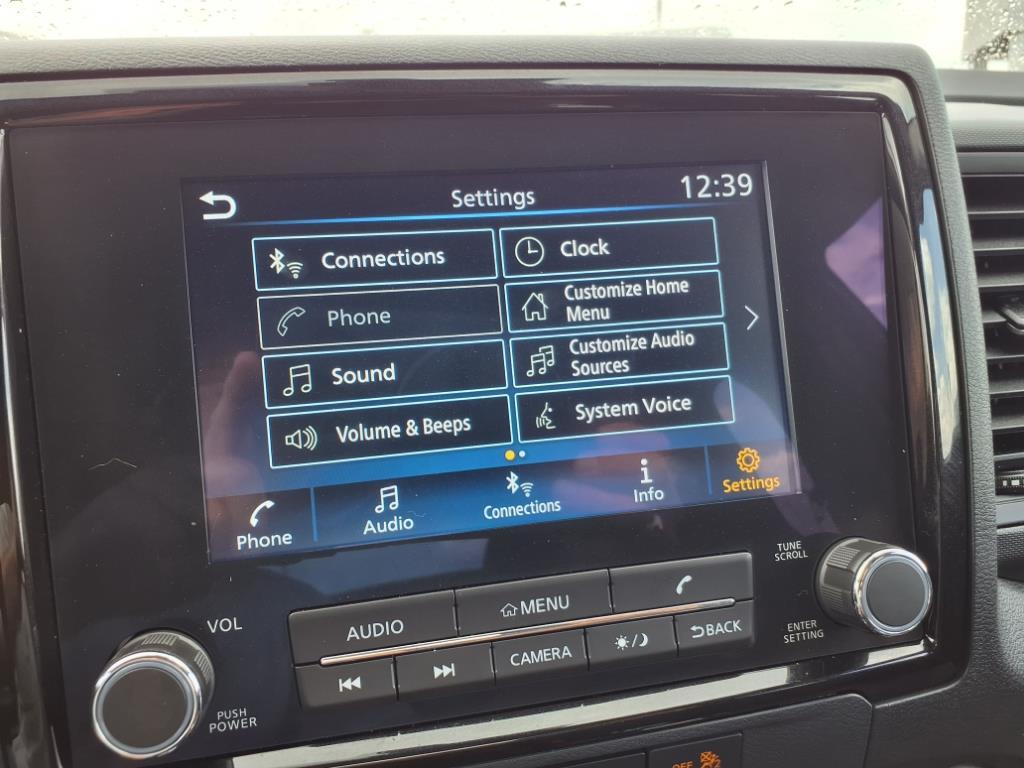 Settings
12:39
Connections
Clock
Phone
Customize Home
Menu
Sound
Customize Audio
Sources
Volume & Beeps
System Voice
Phone
Audio
Connections
Info
Settings
TUNE
SCROLL
VOL
AUDIO
MENU
CAMERA
BACK
ENTER
SETTING
PUSH
POWER
OFF